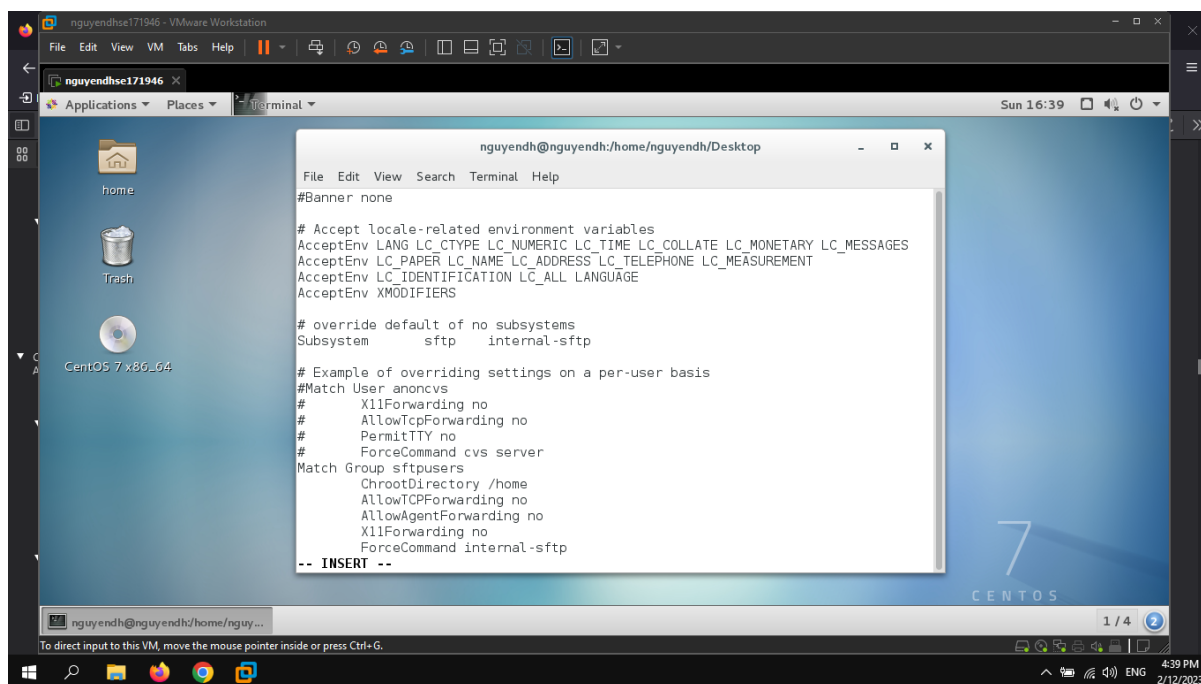 nguyendhse171946 - VMware Workstation
File Edit View VM Tabs Help
nguyendhse171946
Applications Places Terminal Sun 16:39
home
Trash
CentOS 7 x86_64
nguyendh@nguyendh:/home/nguyendh/Desktop
File Edit View Search Terminal Help
#Banner none
# Accept locale-related environment variables
AcceptEnv LANG LC_CTYPE LC_NUMERIC LC_TIME LC_COLLATE LC_MONETARY LC_MESSAGES
AcceptEnv LC_PAPER LC_NAME LC_ADDRESS LC_TELEPHONE LC_MEASUREMENT
AcceptEnv LC_IDENTIFICATION LC_ALL LANGUAGE
AcceptEnv XMODIFIERS
# override default of no subsystems
Subsystem sftp internal-sftp
# Example of overriding settings on a per-user basis
#Match User anoncvs
# X11Forwarding no
# AllowTcpForwarding no
# PermitTTY no
# ForceCommand cvs server
Match Group sftpusers
ChrootDirectory /home
AllowTCPForwarding no
AllowAgentForwarding no
X11Forwarding no
ForceCommand internal-sftp
-- INSERT --
7
CENTOS
nguyendh@nguyendh:/home/nguy...
1 / 4 2
To direct input to this VM, move the mouse pointer inside or press Ctrl+G.
ENG
4:39 PM